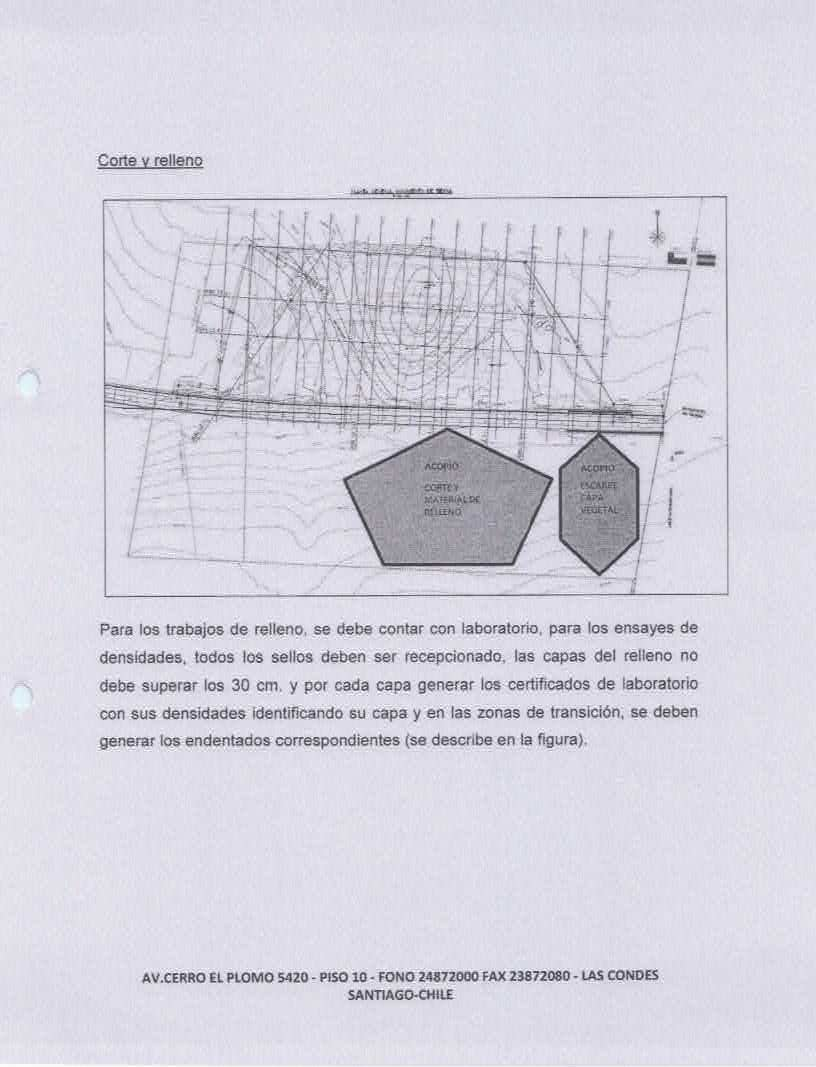 Corte y relleno
ACOPIO
CORTE Y
MATERIAL DE
RELLENO
ACOPIO
ESCARPE
CAPA
VEGETAL
Para los trabajos de relleno, se debe contar con laboratorio, para los ensayes de
densidades, todos los sellos deben ser recepcionado, las capas del relleno no
debe superar los 30 cm. y por cada capa generar los certificados de laboratorio
con sus densidades identificando su capa y en las zonas de transición, se deben
generar los endentados correspondientes (se describe en la figura).
AV.CERRO EL PLOMO 5420 - PISO 10 - FONO 24872000 FAX 23872080 - LAS CONDES
SANTIAGO-CHILE